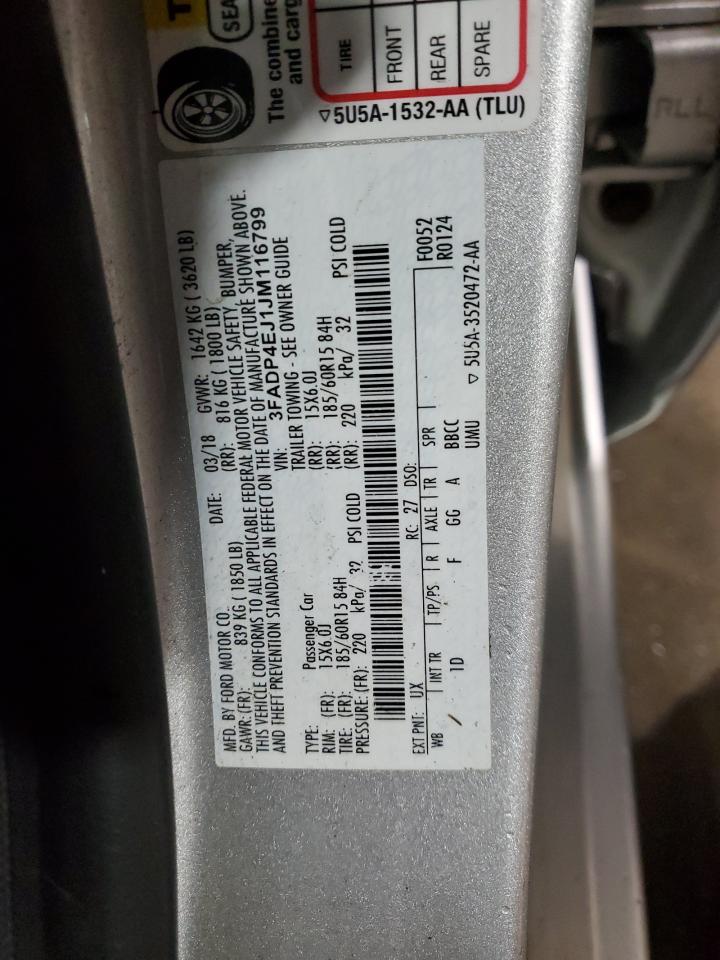 SEA
The combine
and carg
TIRE
FRONT
REAR
SPARE
▽5U5A-1532-AA (TLU)
MFD. BY FORD MOTOR CO.
DATE: 03/18 GVWR: 1642 KG ( 3620 LB)
GAWR:(FR): 839 KG ( 1850 LB) (RR): 816 KG ( 1800 LB)
THIS VEHICLE CONFORMS TO ALL APPLICABLE FEDERAL MOTOR VEHICLE SAFETY, BUMPER,
AND THEFT PREVENTION STANDARDS IN EFFECT ON THE DATE OF MANUFACTURE SHOWN ABOVE.
VIN: 3FADP4EJ1JM116799
TYPE: Passenger Car TRAILER TOWING - SEE OWNER GUIDE
RIM: (FR): 15X6.0J (RR): 15X6.0J
TIRE: (FR): 185/60R15 84H (RR): 185/60R15 84H
PRESSURE: (FR): 220 kPa/ 32 PSI COLD (RR): 220 kPa/ 32 PSI COLD
EXT PNT: UX RC: 27 DSO: F0052
R0124
WB INT TR TP/PS R AXLE TR SPR
1D F GG A BBCC
UMU
▽ 5U5A-3520472-AA